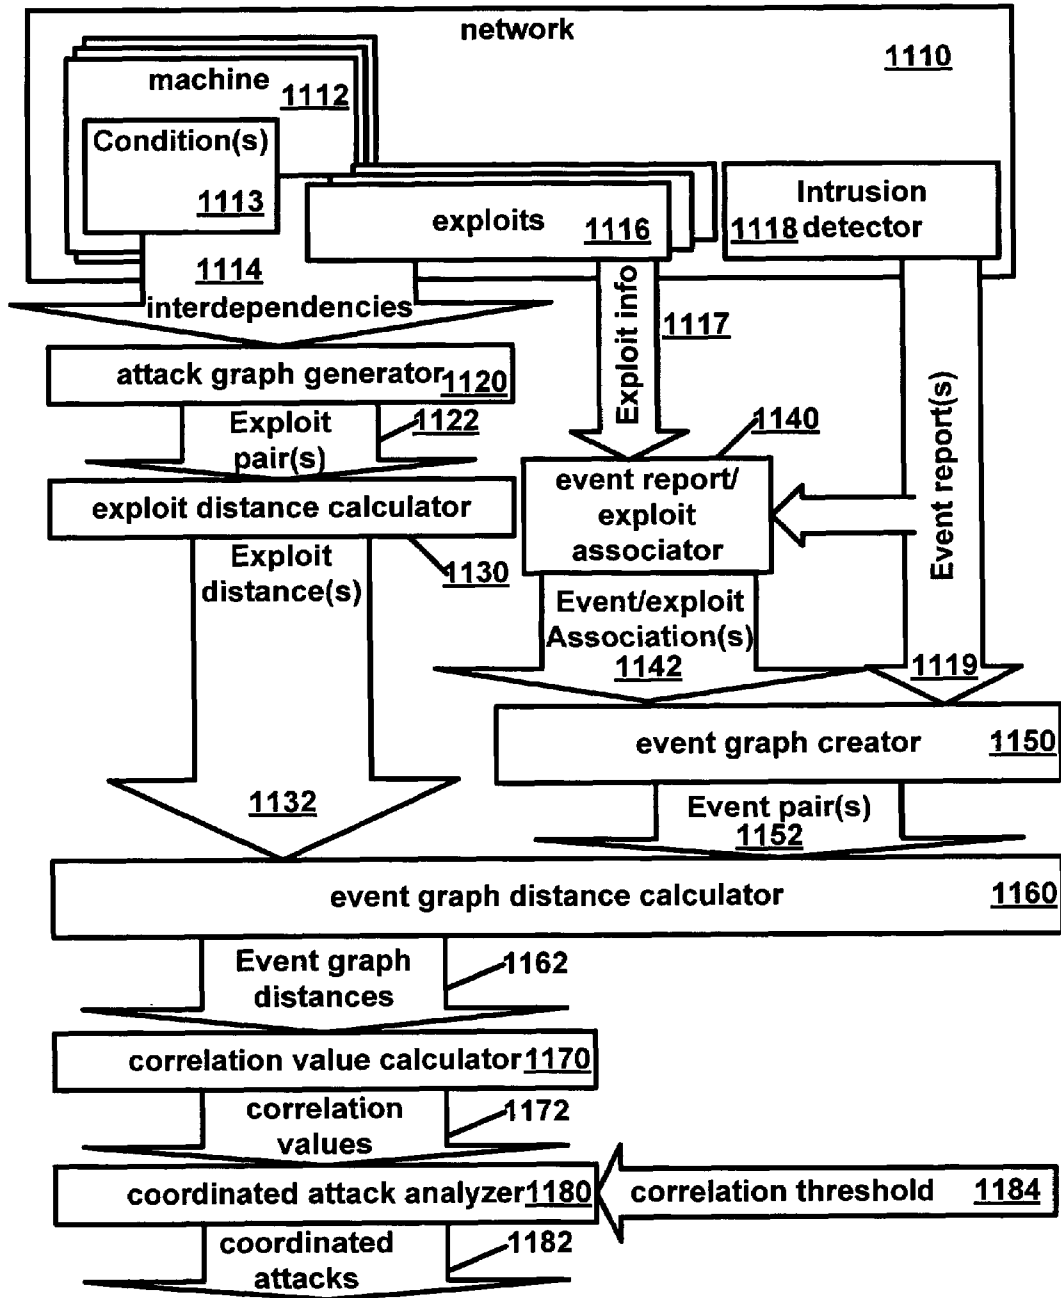 network
1110
machine
1112
Condition(s)
1113
exploits
1116
Intrusion
1118 detector
1114
interdependencies
Exploit info
1117
Event report(s)
1119
attack graph generator 1120
Exploit
pair(s)
1122
exploit distance calculator
1130
Exploit
distance(s)
1132
1140
event report/
exploit
associator
Event/exploit
Association(s)
1142
event graph creator 1150
Event pair(s)
1152
event graph distance calculator 1160
Event graph
distances
1162
correlation value calculator 1170
correlation
values
1172
coordinated attack analyzer 1180
correlation threshold 1184
coordinated
attacks
1182